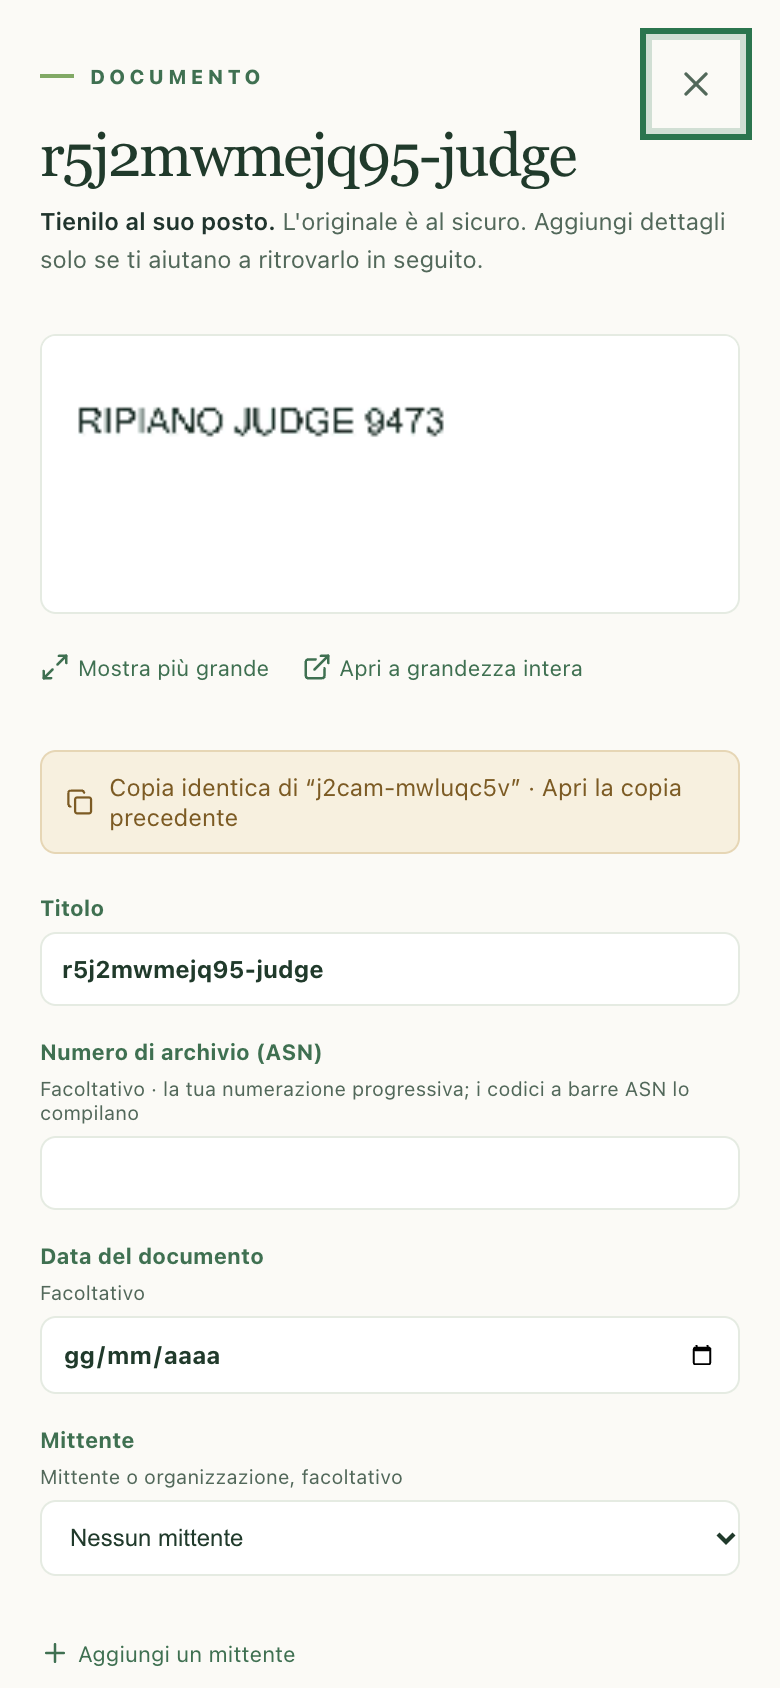 DOCUMENTO
r5j2mwmejq95-judge
Tienilo al suo posto. L'originale è al sicuro. Aggiungi dettagli
solo se ti aiutano a ritrovarlo in seguito.
RIPIANO JUDGE 9473
Mostra più grande
Apri a grandezza intera
Copia identica di “j2cam-mwluqc5v” · Apri la copia
precedente
Titolo
r5j2mwmejq95-judge
Numero di archivio (ASN)
Facoltativo · la tua numerazione progressiva; i codici a barre ASN lo
compilano
Data del documento
Facoltativo
gg/mm/aaaa
Mittente
Mittente o organizzazione, facoltativo
Nessun mittente
Aggiungi un mittente